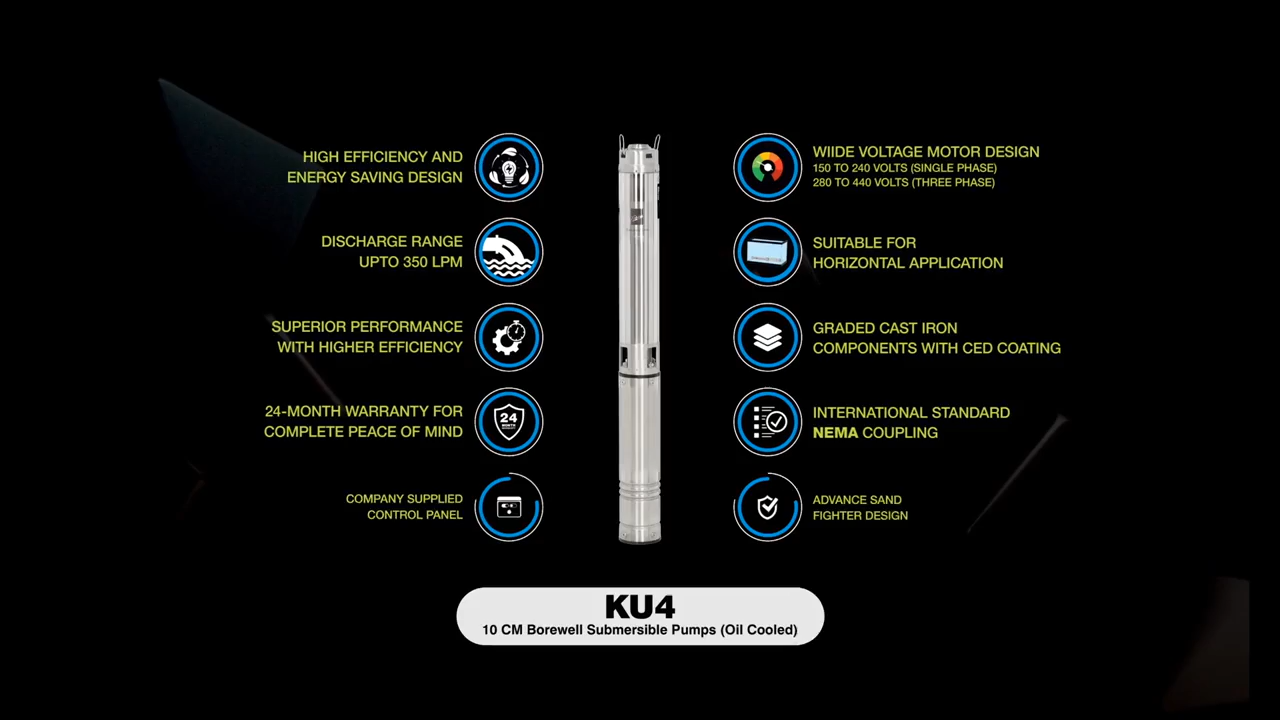 HIGH EFFICIENCY AND
ENERGY SAVING DESIGN
DISCHARGE RANGE
UPTO 350 LPM
SUPERIOR PERFORMANCE
WITH HIGHER EFFICIENCY
24-MONTH WARRANTY FOR
COMPLETE PEACE OF MIND
24
MONTH
COMPANY SUPPLIED
CONTROL PANEL
WIIDE VOLTAGE MOTOR DESIGN
150 TO 240 VOLTS (SINGLE PHASE)
280 TO 440 VOLTS (THREE PHASE)
SUITABLE FOR
HORIZONTAL APPLICATION
GRADED CAST IRON
COMPONENTS WITH CED COATING
INTERNATIONAL STANDARD
NEMA COUPLING
ADVANCE SAND
FIGHTER DESIGN
KU4
10 CM Borewell Submersible Pumps (Oil Cooled)